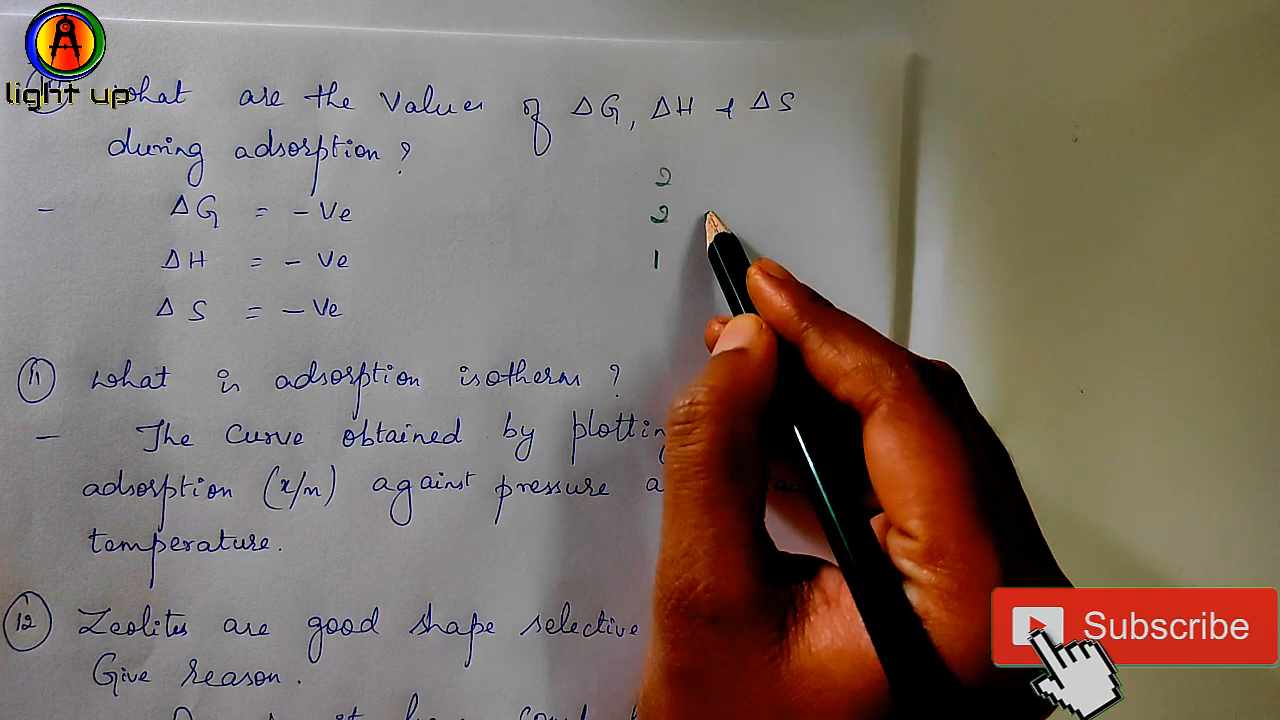 light up
what are the values of ΔG, ΔH & ΔS
during adsorption ?
- ΔG = -ve
ΔH = -ve
ΔS = -ve
2
2
1
11 what is adsorption isotherm ?
- The curve obtained by plotting
adsorption (x/m) against pressure
temperature.
12 Zeolites are good shape selective
Give reason.
Subscribe